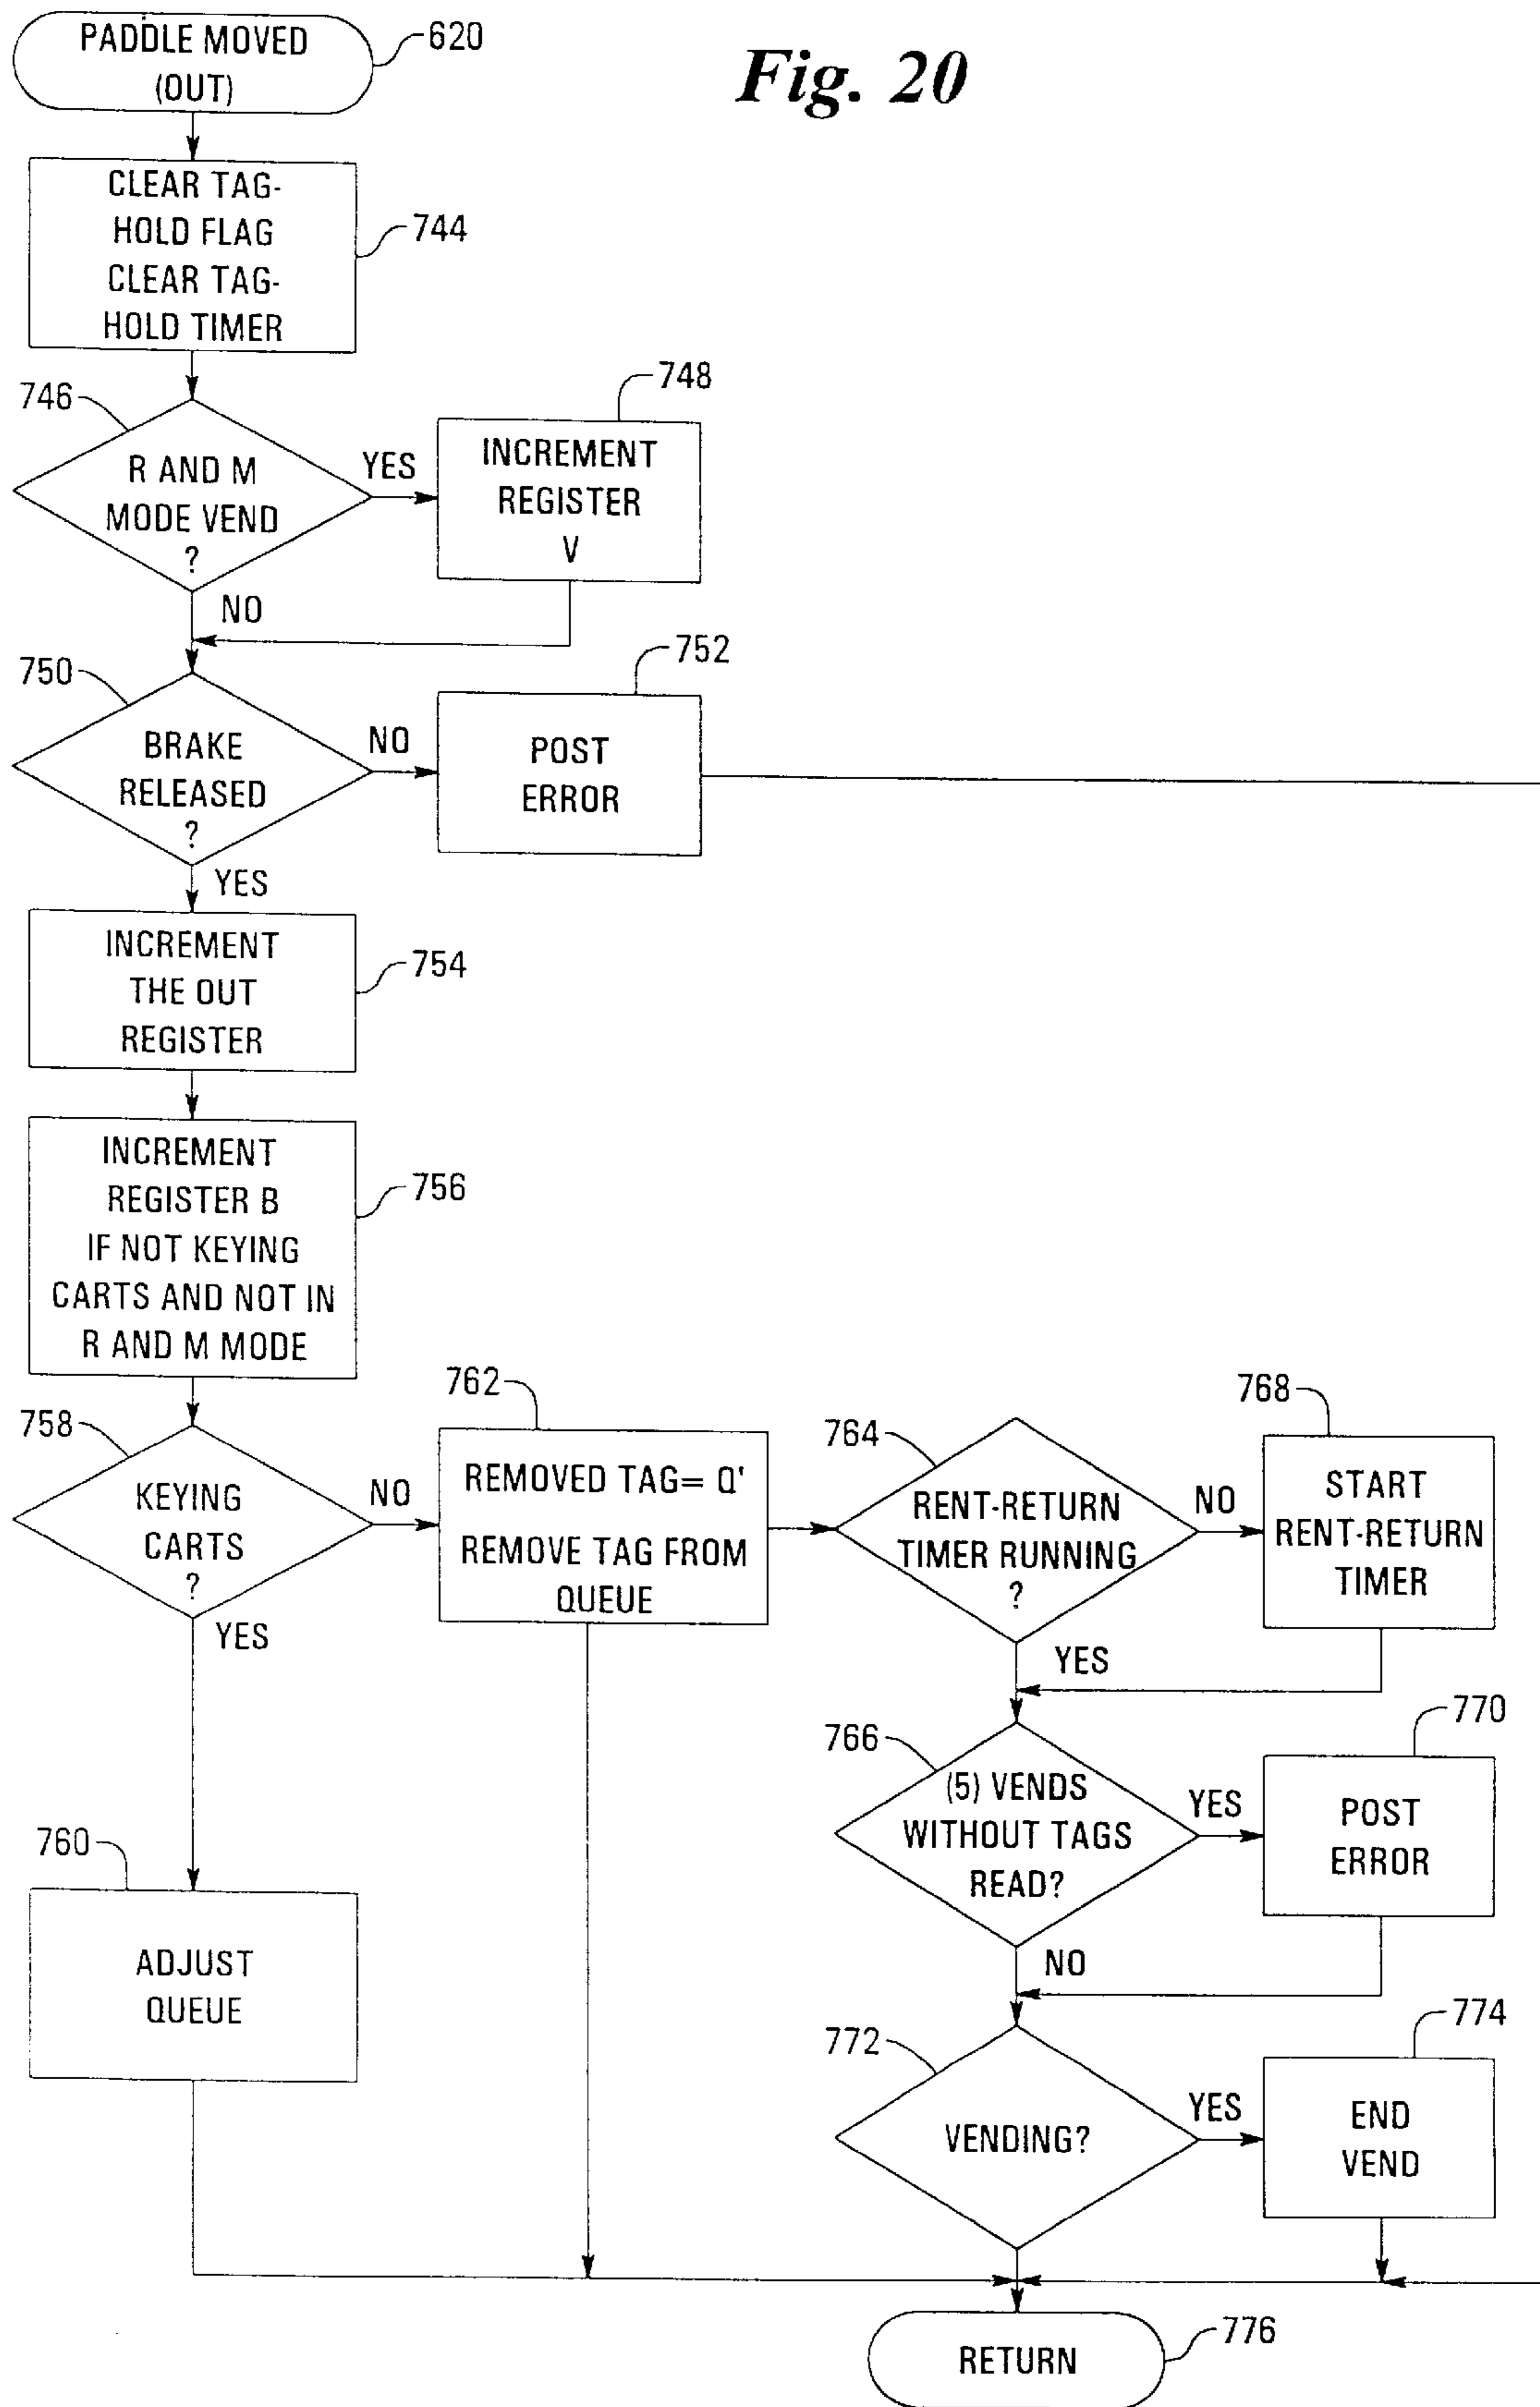 PADDLE MOVED
(OUT)
620
Fig. 20
CLEAR TAG-
HOLD FLAG
CLEAR TAG-
HOLD TIMER
744
746
R AND M
MODE VEND
?
YES
NO
748
INCREMENT
REGISTER
V
750
BRAKE
RELEASED
?
NO
YES
752
POST
ERROR
INCREMENT
THE OUT
REGISTER
754
INCREMENT
REGISTER B
IF NOT KEYING
CARTS AND NOT IN
R AND M MODE
756
758
KEYING
CARTS
?
NO
YES
762
REMOVED TAG= Q'
REMOVE TAG FROM
QUEUE
764
RENT-RETURN
TIMER RUNNING
?
NO
YES
768
START
RENT-RETURN
TIMER
766
(5) VENDS
WITHOUT TAGS
READ?
YES
NO
770
POST
ERROR
760
ADJUST
QUEUE
772
VENDING?
YES
774
END
VEND
RETURN
776